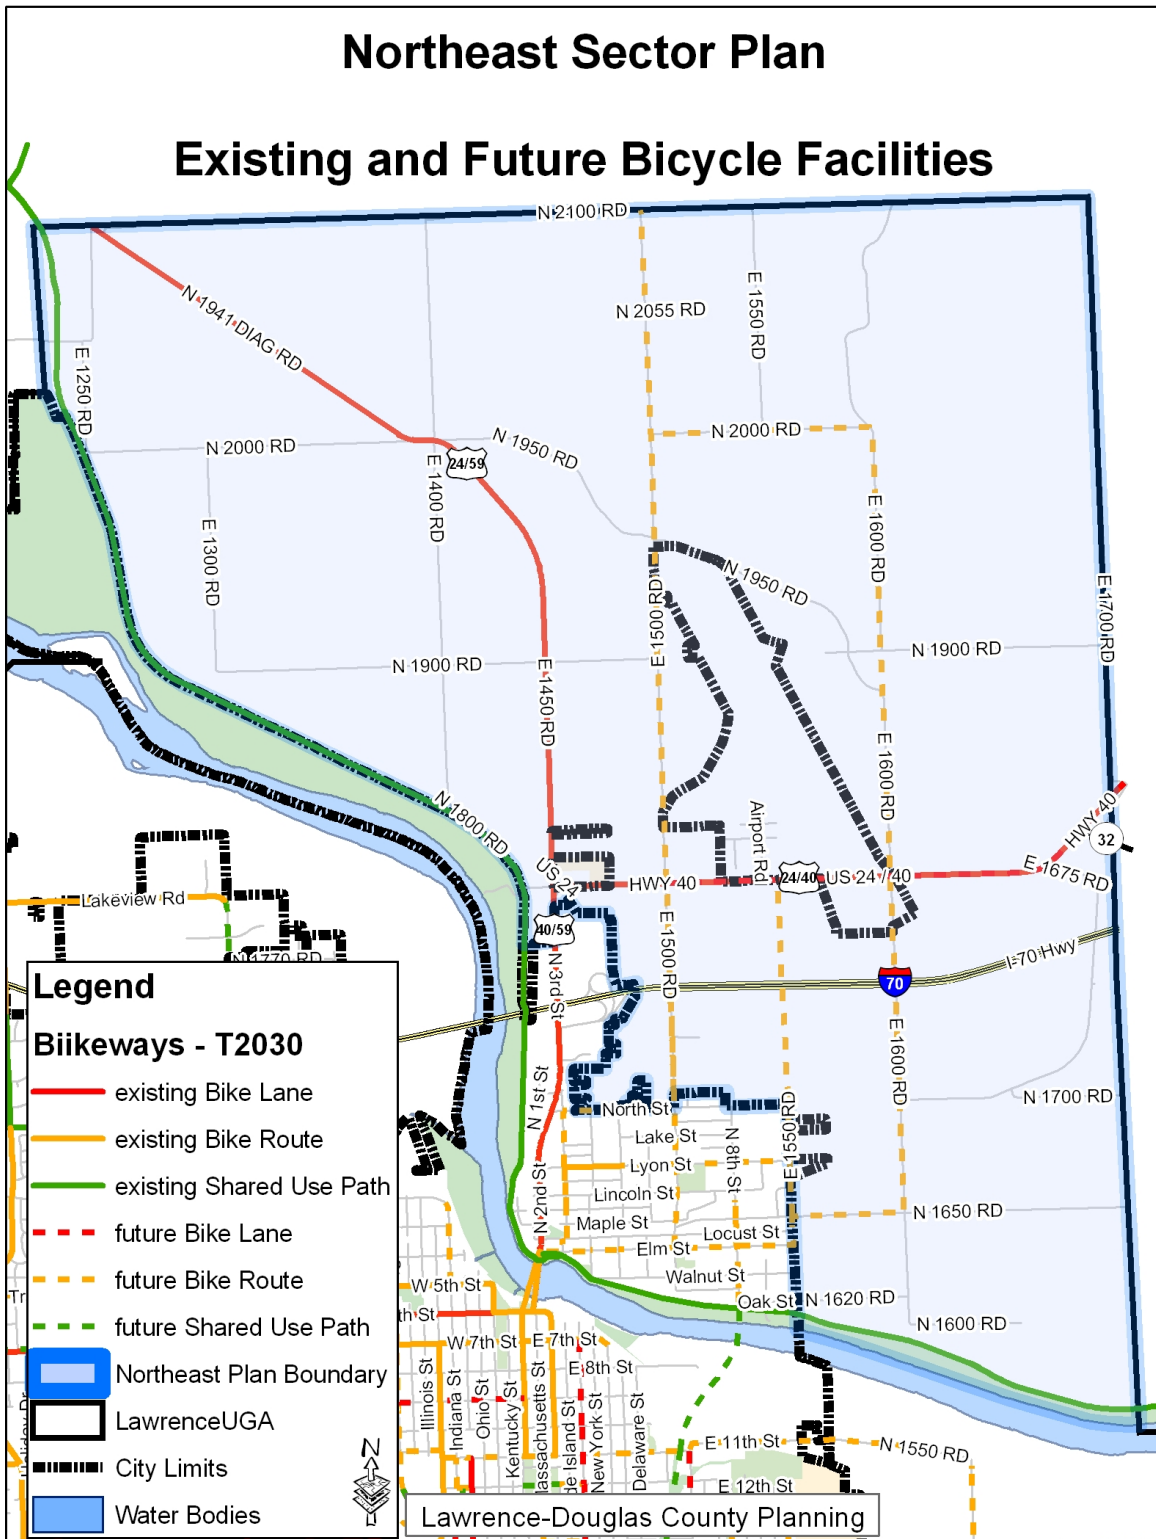 Northeast Sector Plan
Existing and Future Bicycle Facilities
N 2100 RD
N 1941 DIAG RD
N 2055 RD
E 1550 RD
E 1250 RD
N 2000 RD
N 1950 RD
N 2000 RD
24/59
E 1400 RD
E 1300 RD
E 1600 RD
N 1950 RD
E 1500 RD
E 1700 RD
N 1900 RD
N 1900 RD
E 1450 RD
E 1600 RD
N 1800 RD
Airport Rd
HWY 40
32
US 24
HWY 40
24/40
US 24 / 40
E 1675 RD
Lakeview Rd
40/59
E 1500 RD
N 1770 RD
N 3rd St
I-70 Hwy
70
E 1600 RD
N 1st St
N 1700 RD
North St
Lake St
N 8th St
E 1550 RD
Lyon St
N 2nd St
Lincoln St
Maple St
N 1650 RD
Locust St
Elm St
Walnut St
W 5th St
Oak St
N 1620 RD
th St
N 1600 RD
W 7th St
E 7th St
E 8th St
Illinois St
Indiana St
Ohio St
Kentucky St
assachusetts St
de Island St
New York St
Delaware St
E 11th St
N 1550 RD
E 12th St
Legend
Biikeways - T2030
existing Bike Lane
existing Bike Route
existing Shared Use Path
future Bike Lane
future Bike Route
future Shared Use Path
Northeast Plan Boundary
LawrenceUGA
City Limits
Water Bodies
N
Lawrence-Douglas County Planning